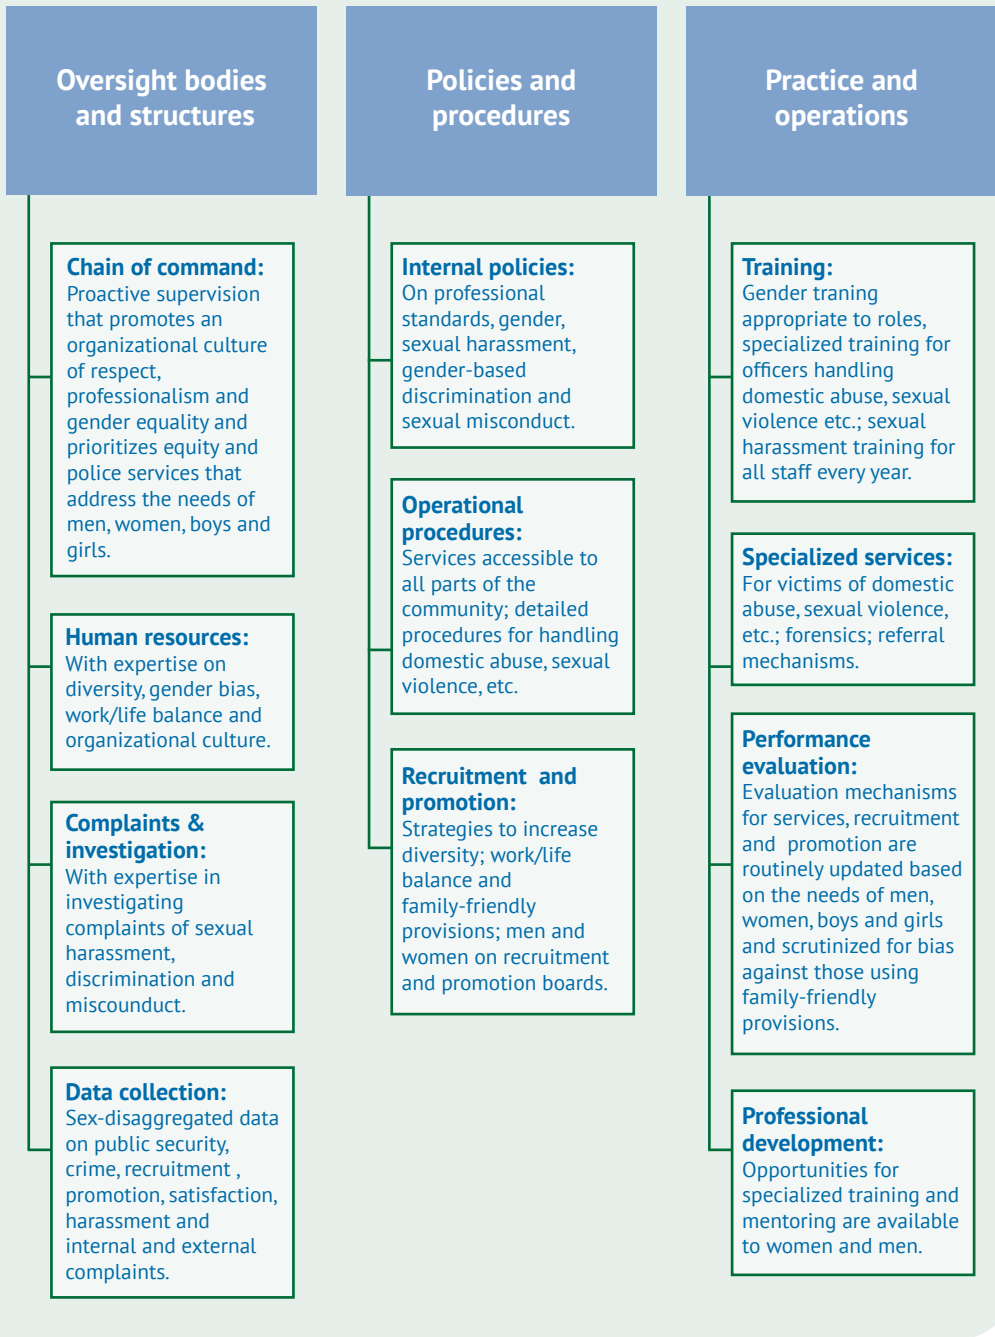 Oversight bodies
and structures
Chain of command:
Proactive supervision
that promotes an
organizational culture
of respect,
professionalism and
gender equality and
prioritizes equity and
police services that
address the needs of
men, women, boys and
girls.
Human resources:
With expertise on
diversity, gender bias,
work/life balance and
organizational culture.
Complaints &
investigation:
With expertise in
investigating
complaints of sexual
harassment,
discrimination and
miscounduct.
Data collection:
Sex-disaggregated data
on public security,
crime, recruitment ,
promotion, satisfaction,
harassment and
internal and external
complaints.
Policies and
procedures
Internal policies:
On professional
standards, gender,
sexual harassment,
gender-based
discrimination and
sexual misconduct.
Operational
procedures:
Services accessible to
all parts of the
community; detailed
procedures for handling
domestic abuse, sexual
violence, etc.
Recruitment and
promotion:
Strategies to increase
diversity; work/life
balance and
family-friendly
provisions; men and
women on recruitment
and promotion boards.
Practice and
operations
Training:
Gender traning
appropriate to roles,
specialized training for
officers handling
domestic abuse, sexual
violence etc.; sexual
harassment training for
all staff every year.
Specialized services:
For victims of domestic
abuse, sexual violence,
etc.; forensics; referral
mechanisms.
Performance
evaluation:
Evaluation mechanisms
for services, recruitment
and promotion are
routinely updated based
on the needs of men,
women, boys and girls
and scrutinized for bias
against those using
family-friendly
provisions.
Professional
development:
Opportunities for
specialized training and
mentoring are available
to women and men.